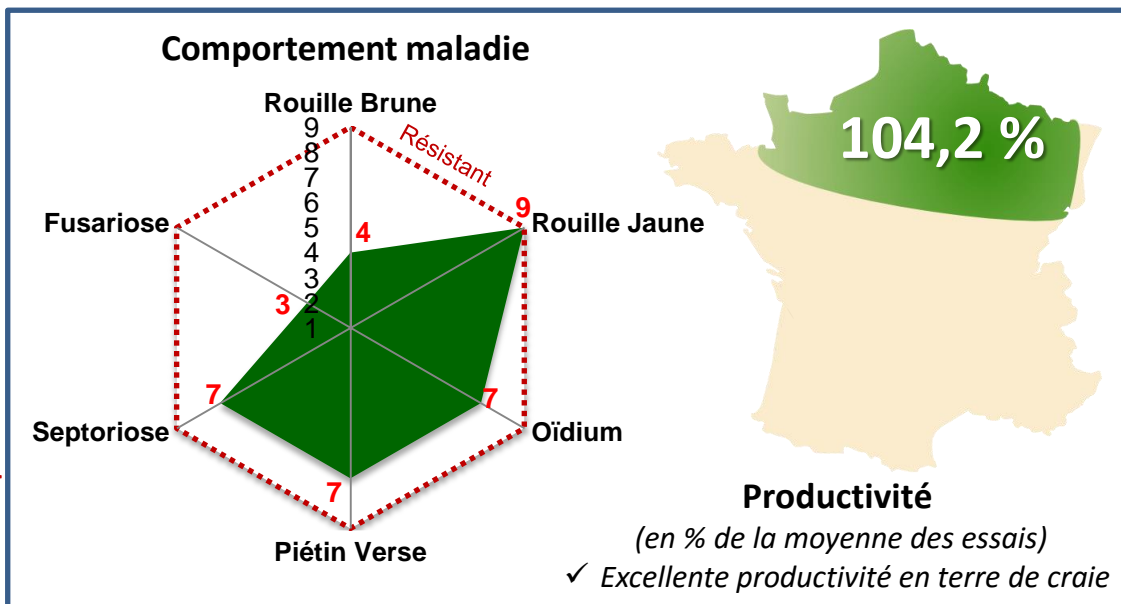 Comportement maladie
Rouille Brune
9
8
7
6
5
4
3
2
1
Résistant
4
9
Rouille Jaune
Fusariose
3
7
7
Septoriose
Oïdium
7
Piétin Verse
104,2 %
Productivité
(en % de la moyenne des essais)
✓ Excellente productivité en terre de craie